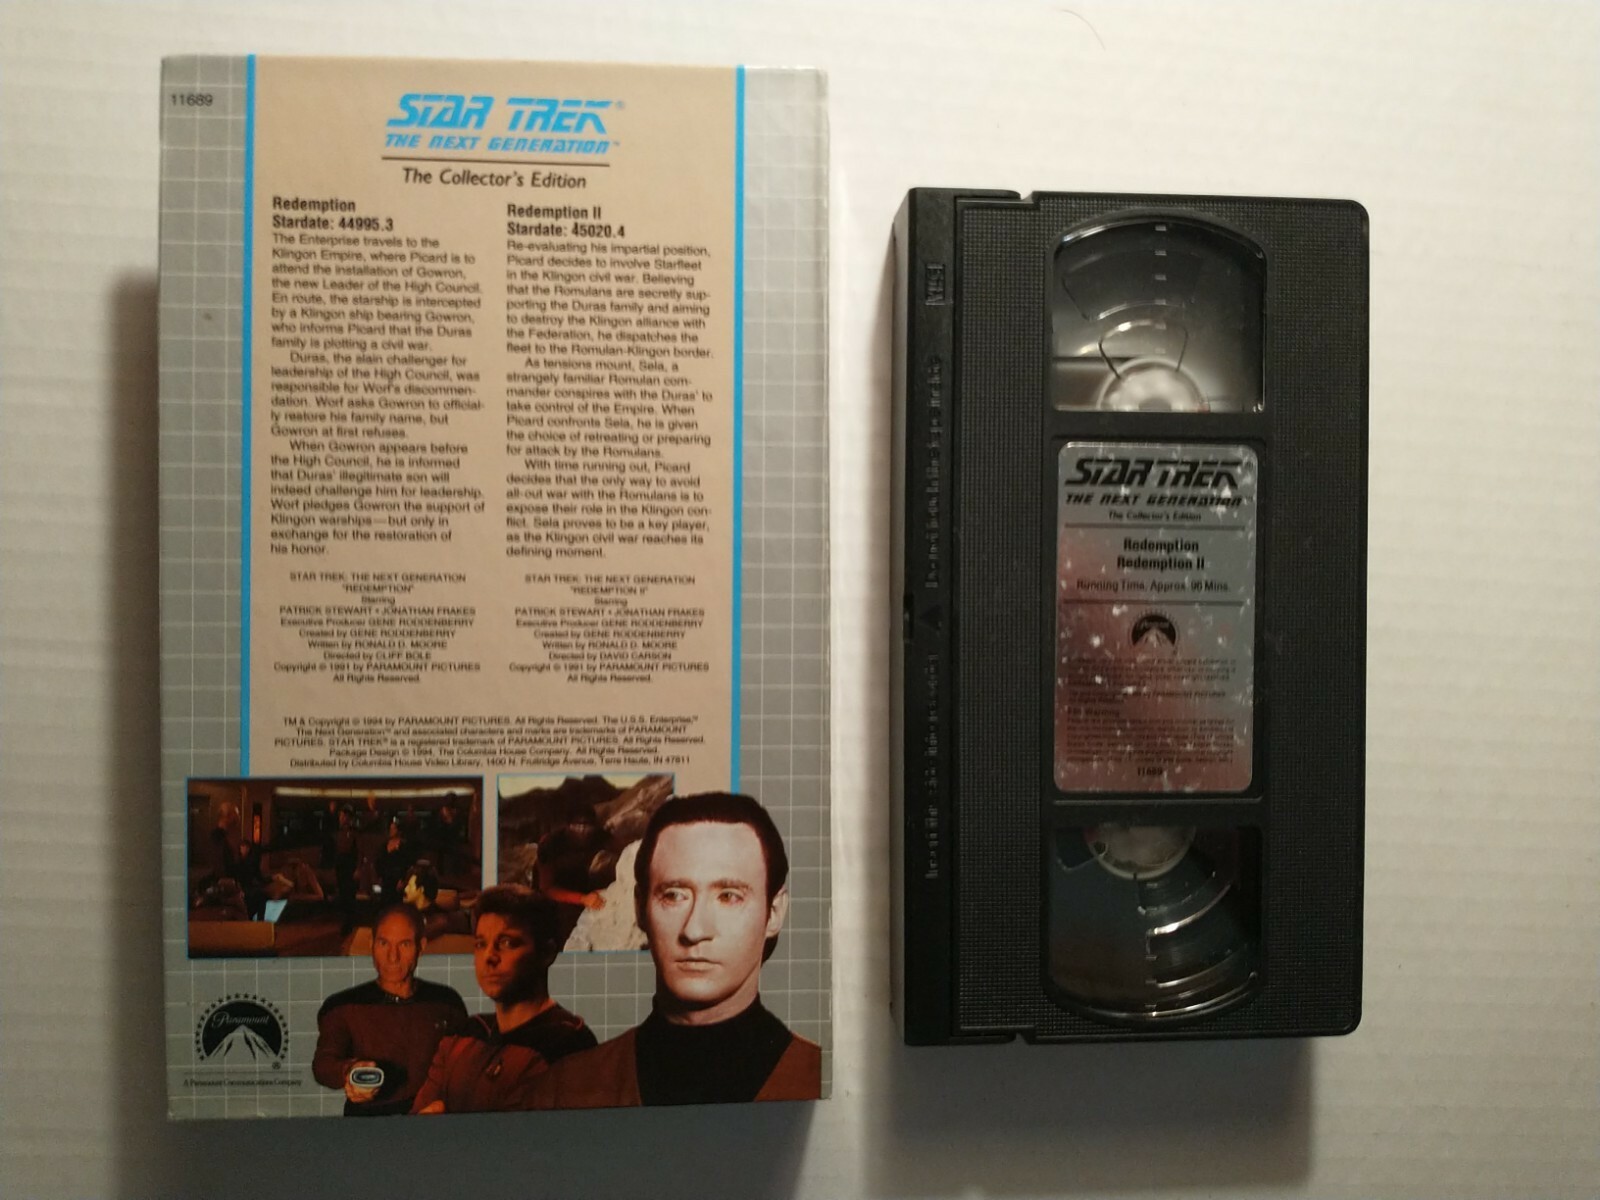 11689
STAR TREK®
THE NEXT GENERATION™
The Collector's Edition
Redemption
Stardate: 44995.3
The Enterprise travels to the
Klingon Empire, where Picard is to
attend the installation of Gowron,
the new Leader of the High Council.
En route, the starship is intercepted
by a Klingon ship bearing Gowron,
who informs Picard that the Duras
family is plotting a civil war.
Duras, the slain challenger for
leadership of the High Council, was
responsible for Worf's discommen-
dation. Worf asks Gowron to official-
ly restore his family name, but
Gowron at first refuses.
When Gowron appears before
the High Council, he is informed
that Duras' illegitimate son will
indeed challenge him for leadership.
Worf pledges Gowron the support of
Klingon warships—but only in
exchange for the restoration of
his honor.
STAR TREK: THE NEXT GENERATION
"REDEMPTION"
Starring
PATRICK STEWART • JONATHAN FRAKES
Executive Producer GENE RODDENBERRY
Created by GENE RODDENBERRY
Written by RONALD D. MOORE
Directed by CLIFF BOLE
Copyright © 1991 by PARAMOUNT PICTURES
All Rights Reserved.
Redemption II
Stardate: 45020.4
Re-evaluating his impartial position,
Picard decides to involve Starfleet
in the Klingon civil war. Believing
that the Romulans are secretly sup-
porting the Duras family and aiming
to destroy the Klingon alliance with
the Federation, he dispatches the
fleet to the Romulan-Klingon border.
As tensions mount, Sela, a
strangely familiar Romulan com-
mander conspires with the Duras' to
take control of the Empire. When
Picard confronts Sela, he is given
the choice of retreating or preparing
for attack by the Romulans.
With time running out, Picard
decides that the only way to avoid
all-out war with the Romulans is to
expose their role in the Klingon con-
flict. Sela proves to be a key player,
as the Klingon civil war reaches its
defining moment.
STAR TREK: THE NEXT GENERATION
"REDEMPTION II"
Starring
PATRICK STEWART • JONATHAN FRAKES
Executive Producer GENE RODDENBERRY
Created by GENE RODDENBERRY
Written by RONALD D. MOORE
Directed by DAVID CARSON
Copyright © 1991 by PARAMOUNT PICTURES
All Rights Reserved.
TM & Copyright © 1994 by PARAMOUNT PICTURES. All Rights Reserved. The U.S.S. Enterprise,™
The Next Generation™ and associated characters and marks are trademarks of PARAMOUNT
PICTURES. STAR TREK® is a registered trademark of PARAMOUNT PICTURES. All Rights Reserved.
Package Design © 1994, The Columbia House Company. All Rights Reserved.
Distributed by Columbia House Video Library, 1400 N. Fruitridge Avenue, Terre Haute, IN 47811
Paramount
®
A Paramount Communications Company
VHS
STAR TREK®
THE NEXT GENERATION™
The Collector's Edition
Redemption
Redemption II
Running Time: Approx. 96 Mins.
Paramount
11689